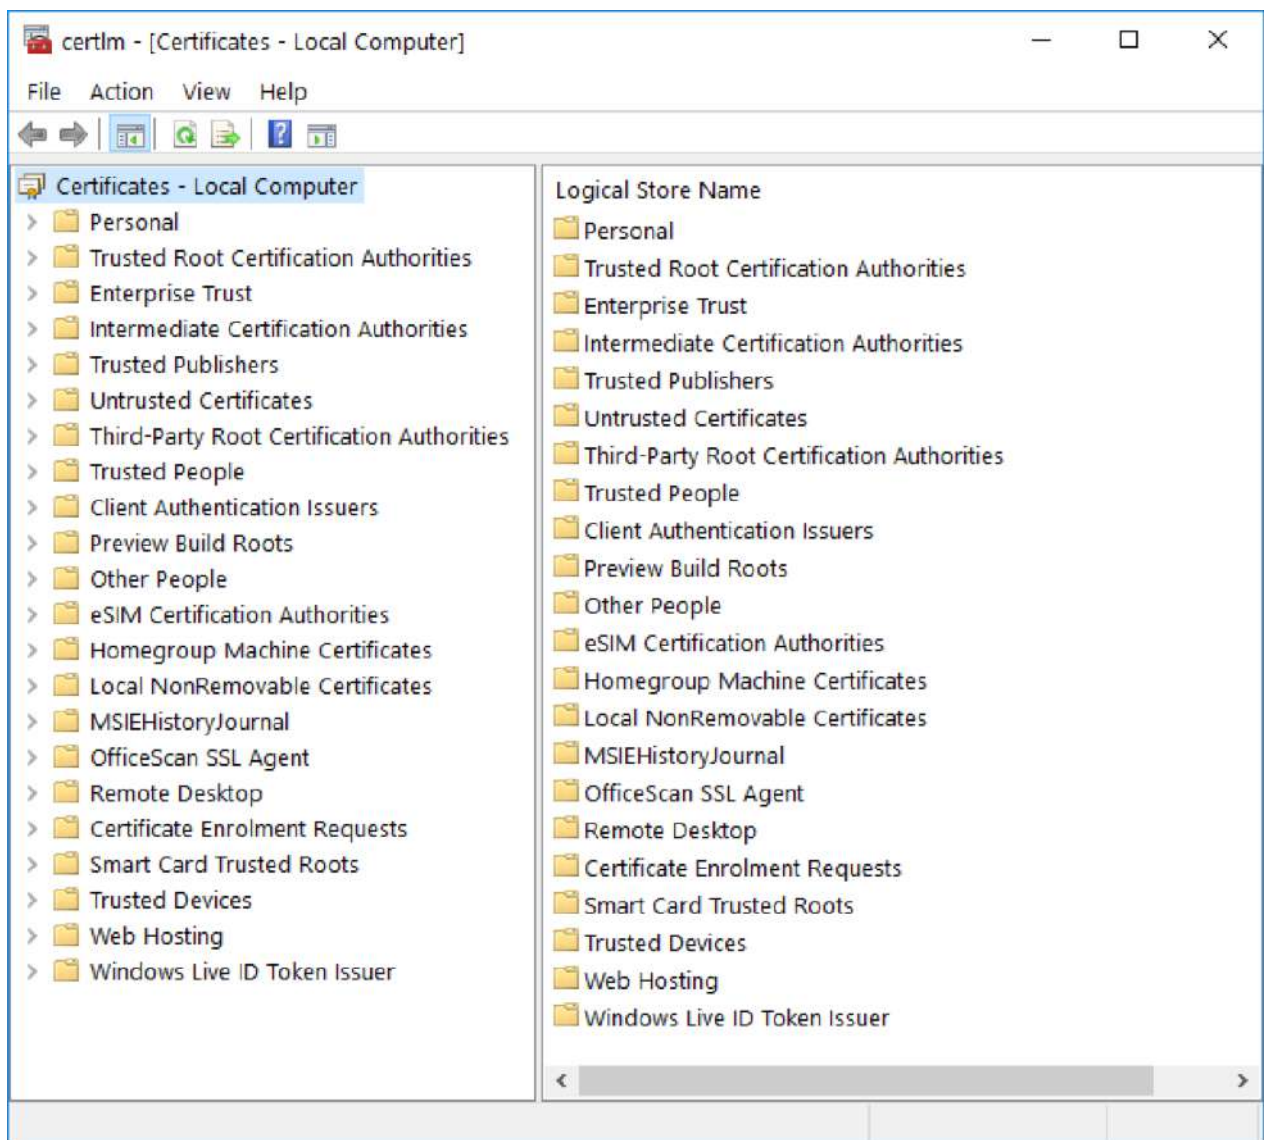 certlm - [Certificates - Local Computer]
File Action View Help
Certificates - Local Computer
Personal
Trusted Root Certification Authorities
Enterprise Trust
Intermediate Certification Authorities
Trusted Publishers
Untrusted Certificates
Third-Party Root Certification Authorities
Trusted People
Client Authentication Issuers
Preview Build Roots
Other People
eSIM Certification Authorities
Homegroup Machine Certificates
Local NonRemovable Certificates
MSIEHistoryJournal
OfficeScan SSL Agent
Remote Desktop
Certificate Enrolment Requests
Smart Card Trusted Roots
Trusted Devices
Web Hosting
Windows Live ID Token Issuer
Logical Store Name
Personal
Trusted Root Certification Authorities
Enterprise Trust
Intermediate Certification Authorities
Trusted Publishers
Untrusted Certificates
Third-Party Root Certification Authorities
Trusted People
Client Authentication Issuers
Preview Build Roots
Other People
eSIM Certification Authorities
Homegroup Machine Certificates
Local NonRemovable Certificates
MSIEHistoryJournal
OfficeScan SSL Agent
Remote Desktop
Certificate Enrolment Requests
Smart Card Trusted Roots
Trusted Devices
Web Hosting
Windows Live ID Token Issuer